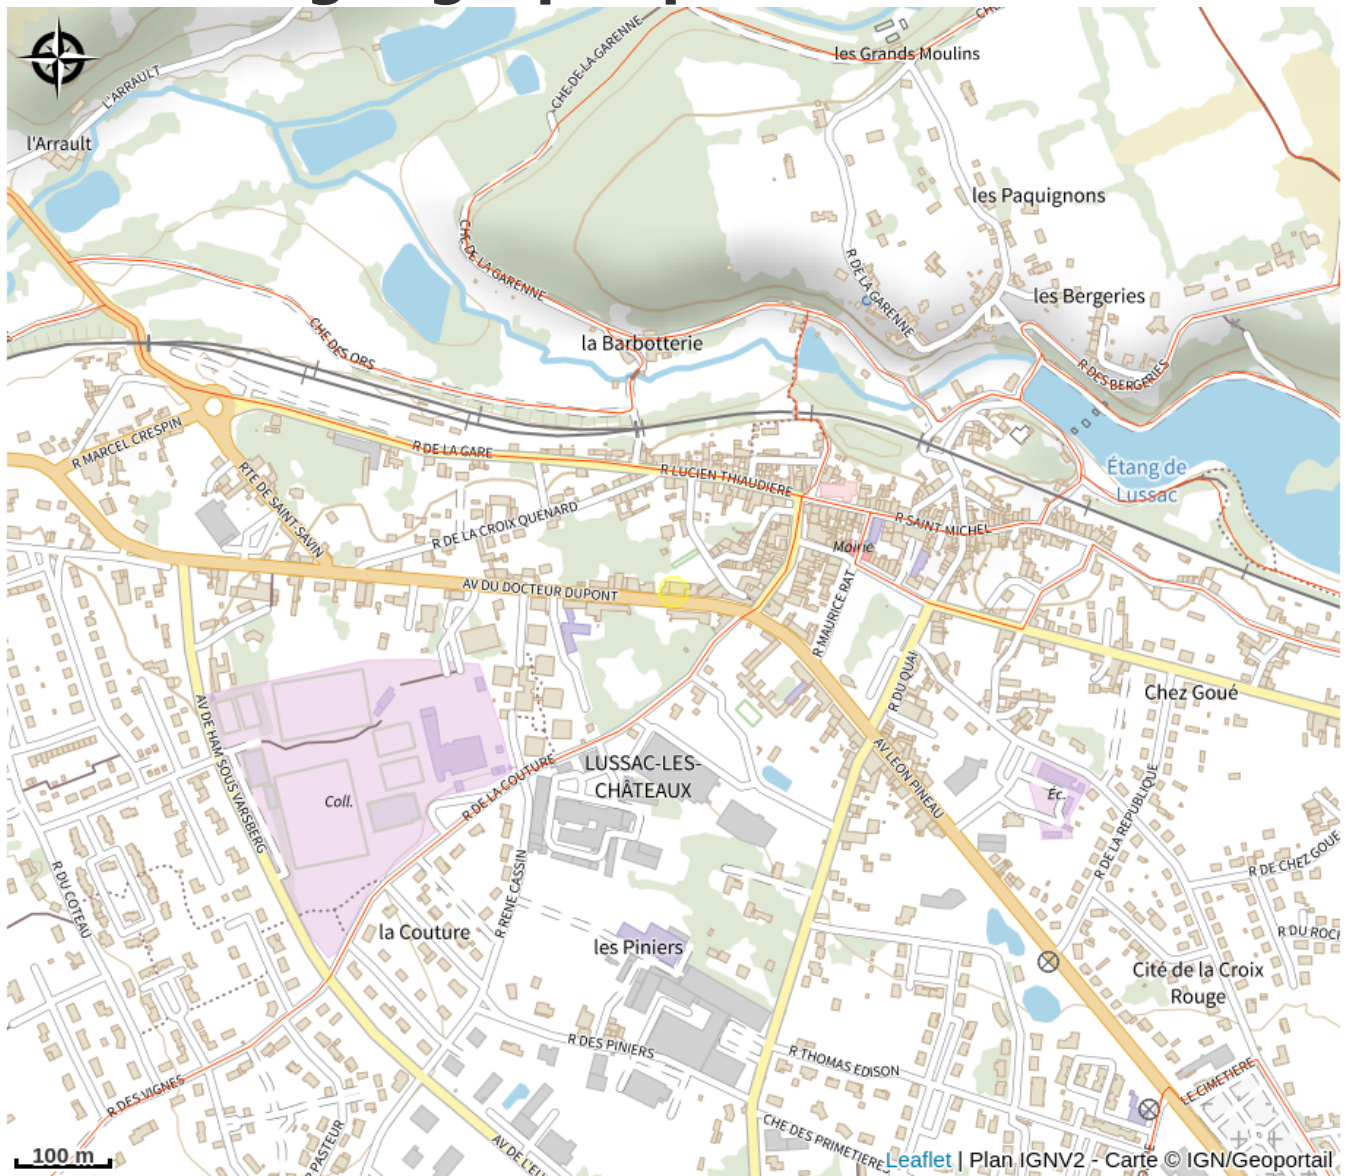 CHE DE LA GARENNE
les Grands Moulins
L'ARRAULT
l'Arrault
les Paquignons
CHE DE LA GARENNE
R DE LA GARENNE
les Bergeries
CHE DES ORS
la Barbotterie
R DES BERGERIES
R MARCEL CRESPIN
R DE LA GARE
R LUCIEN THIAUDIERE
Étang de
Lussac
RTE DE SAINT-SAVIN
R DE LA CROIX QUENARD
R SAINT MICHEL
Mairie
AV DU DOCTEUR DUPONT
R MAURICE RAT
R DU QUAI
Chez Goué
AV DE HAM SOUS VARSBERG
AV LEON PINEAU
LUSSAC-LES-
CHÂTEAUX
Coll.
R DE LA COUTURE
Éc.
R DE LA REPUBLIQUE
R DE CHEZ GOUE
R DU COTEAU
R RENE CASSIN
la Couture
les Piniers
R DU ROC
Cité de la Croix
Rouge
R DES PINIERS
R THOMAS EDISON
R DES VIGNES
LE CIMETIERE
PASTEUR
CHE DES PRIMETIERES
100 m
Leaflet | Plan IGNV2 - Carte © IGN/Geoportail